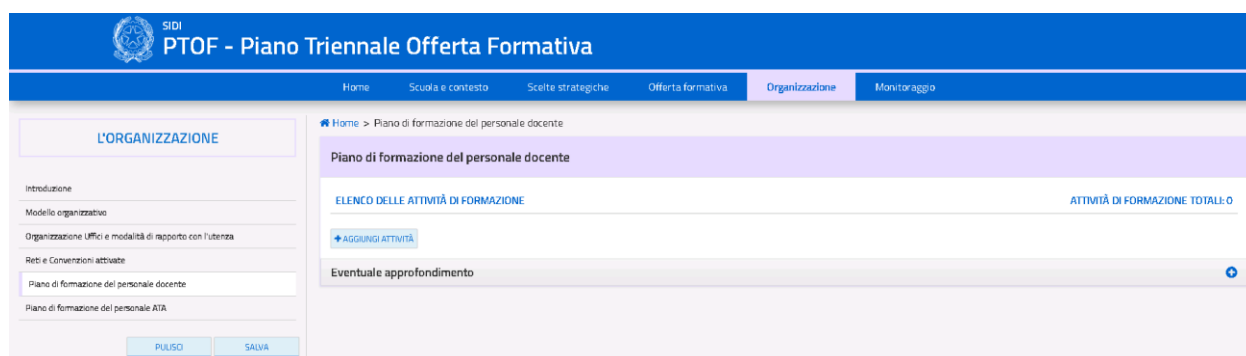 SIDI
PTOF - Piano Triennale Offerta Formativa
Home Scuola e contesto Scelte strategiche Offerta formativa Organizzazione Monitoraggio
L'ORGANIZZAZIONE
Introduzione
Modello organizzativo
Organizzazione Uffici e modalità di rapporto con l'utenza
Reti e Convenzioni attivate
Piano di formazione del personale docente
Piano di formazione del personale ATA
PULISCI SALVA
Home > Piano di formazione del personale docente
Piano di formazione del personale docente
ELENCO DELLE ATTIVITÀ DI FORMAZIONE ATTIVITÀ DI FORMAZIONE TOTALI: 0
+ AGGIUNGI ATTIVITÀ
Eventuale approfondimento